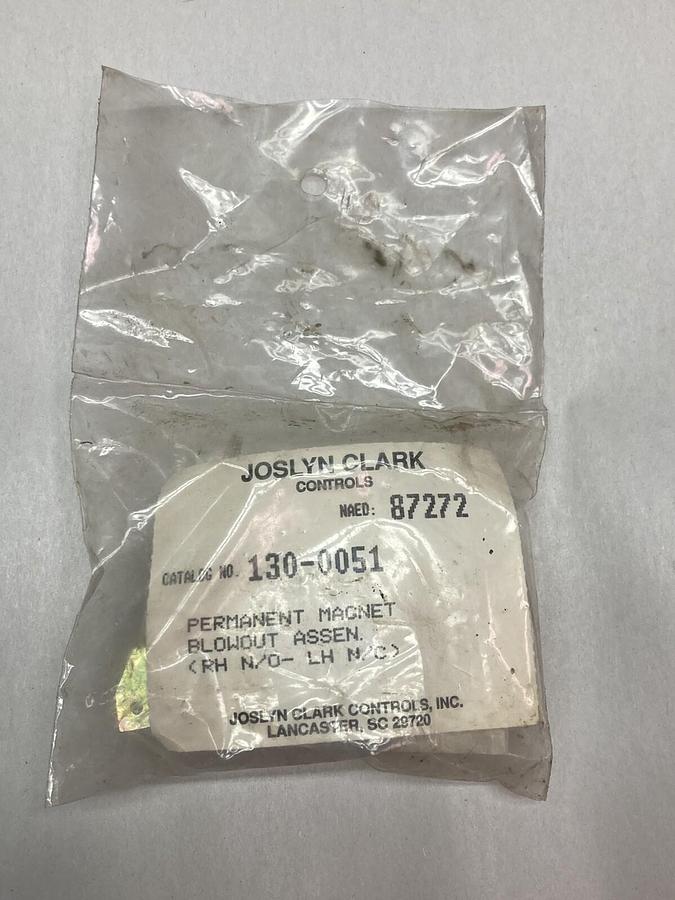 JOSLYN CLARK
CONTROLS
NAED: 87272
CATALOG NO. 130-0051
PERMANENT MAGNET
BLOWOUT ASSEN.
(RH N/O- LH N/C)
JOSLYN CLARK CONTROLS, INC.
LANCASTER, SC 29720